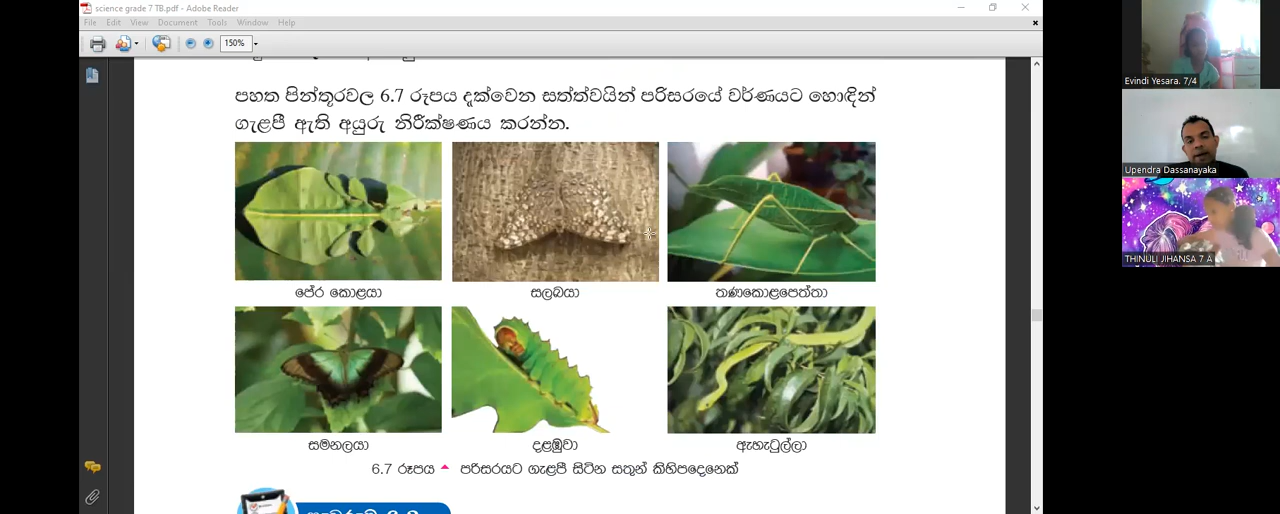 science grade 7 TB.pdf - Adobe Reader
File Edit View Document Tools Window Help
150%
පහත පින්තූරවල 6.7 රූපය දැක්වෙන සත්ත්වයින් පරිසරයේ වර්ණයට හොඳින්
ගැළපී ඇති අයුරු නිරීක්ෂණය කරන්න.
පේර කොළයා
සලබයා
තණකොළපෙත්තා
සමනලයා
දළඹුවා
ඇහැටුල්ලා
6.7 රූපය ▲ පරිසරයට ගැළපී සිටින සතුන් කිහිපදෙනෙක්
Evindi Yesara. 7/4
Upendra Dassanayaka
THINULI JIHANSA 7 A